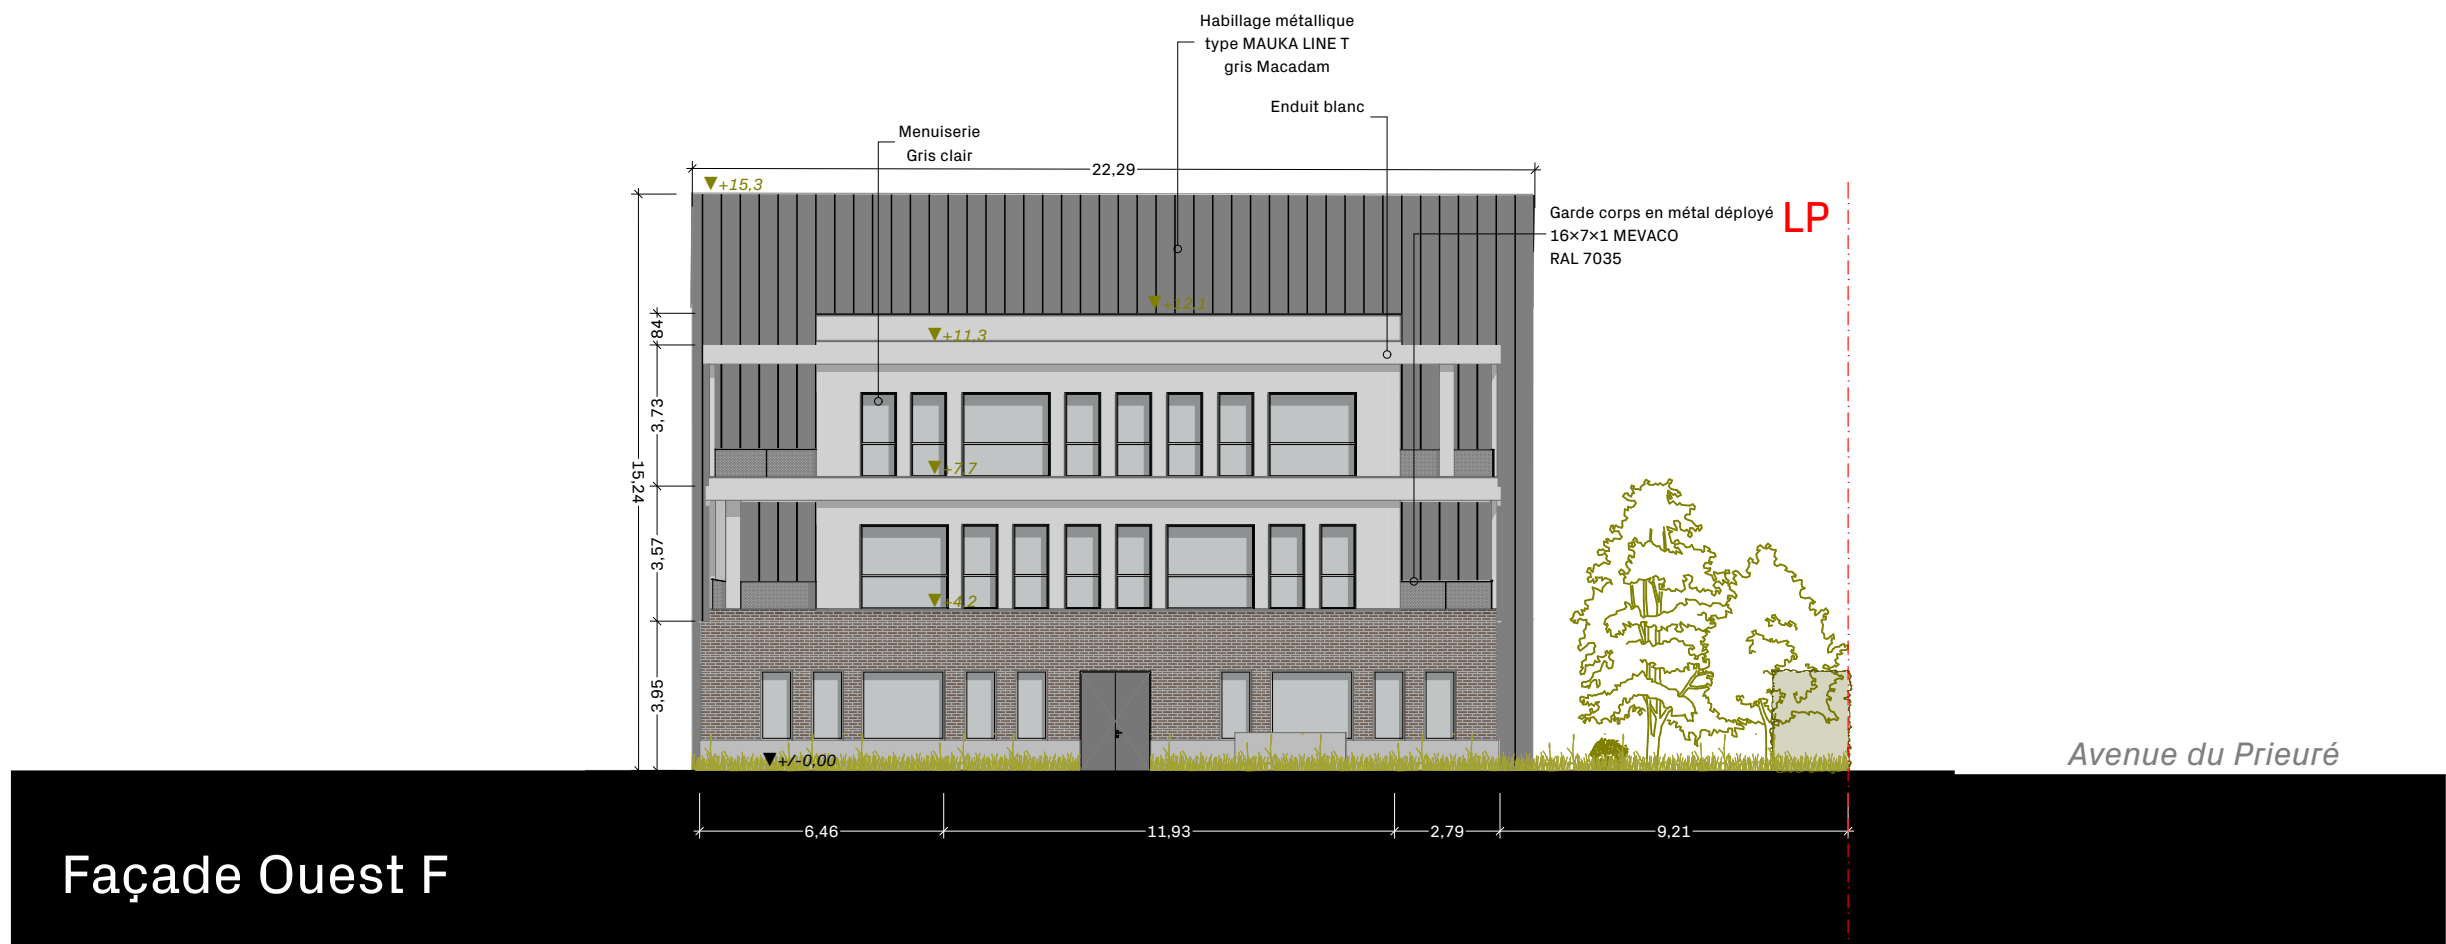 Habillage métallique
type MAUKA LINE T
gris Macadam
Enduit blanc
Menuiserie
Gris clair
22,29
+15,3
Garde corps en métal déployé
16×7×1 MEVACO
RAL 7035
LP
+12,1
84
+11,3
3,73
+7,7
15,24
3,57
+4,2
3,95
+/-0,00
Avenue du Prieuré
6,46
11,93
2,79
9,21
Façade Ouest F